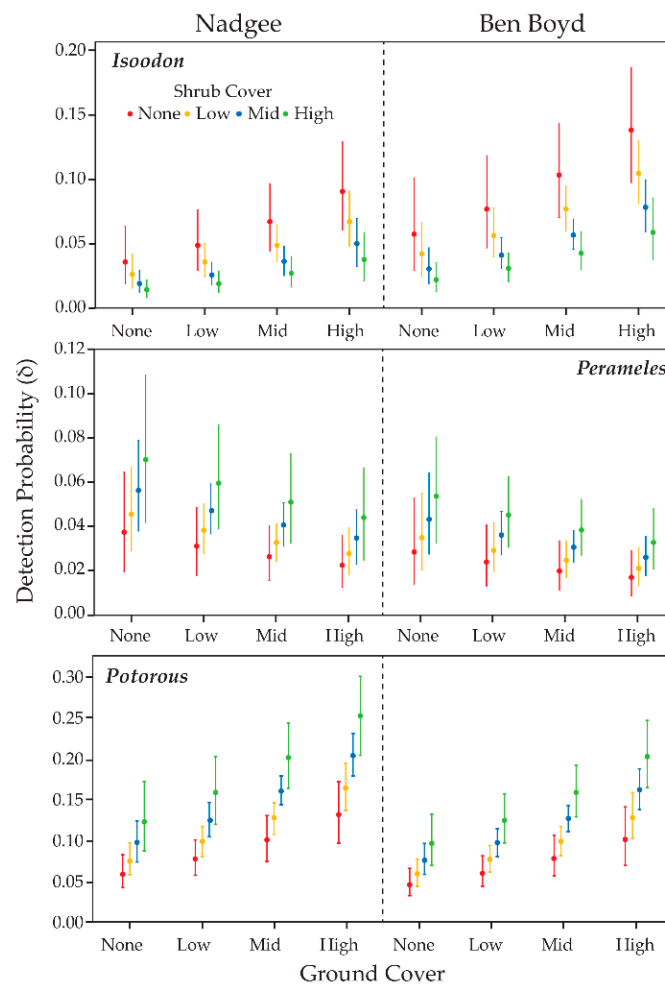 Nadgee Ben Boyd
0.20
Isoodon
Shrub Cover
None Low Mid High
0.15
0.10
0.05
0.00
None Low Mid High None Low Mid High
0.12
Perameles
0.10
0.08
0.06
0.04
0.02
0.00
None Low Mid High None Low Mid High
Detection Probability (δ)
Potorous
0.30
0.25
0.20
0.15
0.10
0.05
0.00
None Low Mid High None Low Mid High
Ground Cover